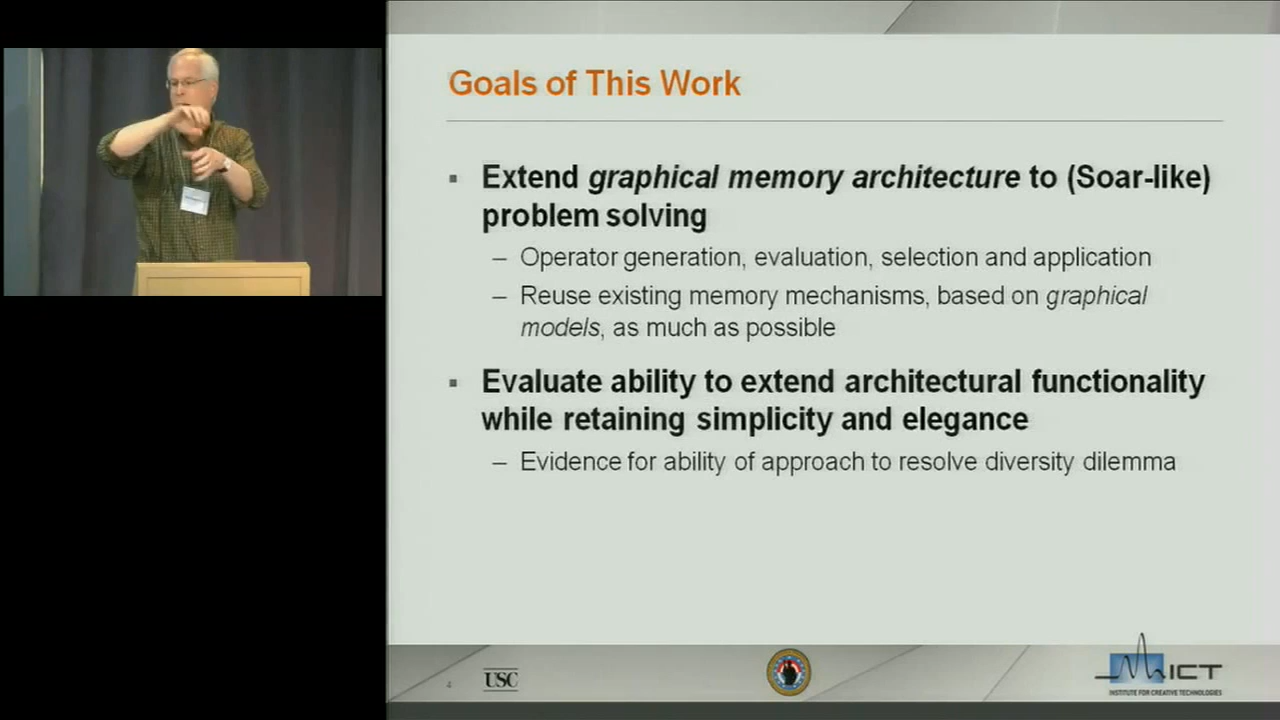 Goals of This Work
▪ Extend graphical memory architecture to (Soar-like)
problem solving
– Operator generation, evaluation, selection and application
– Reuse existing memory mechanisms, based on graphical
models, as much as possible
▪ Evaluate ability to extend architectural functionality
while retaining simplicity and elegance
– Evidence for ability of approach to resolve diversity dilemma
4
USC
ICT
INSTITUTE FOR CREATIVE TECHNOLOGIES